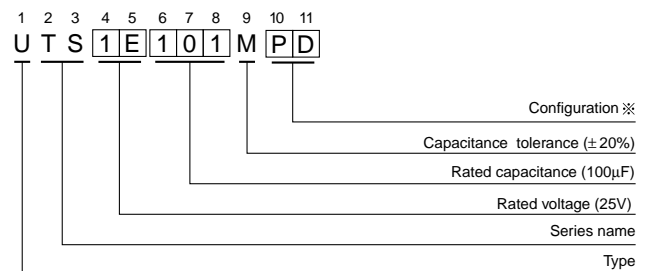 1 2 3 4 5 6 7 8 9 10 11
U T S 1 E 1 0 1 M P D
Configuration ※
Capacitance tolerance (±20%)
Rated capacitance (100µF)
Rated voltage (25V)
Series name
Type